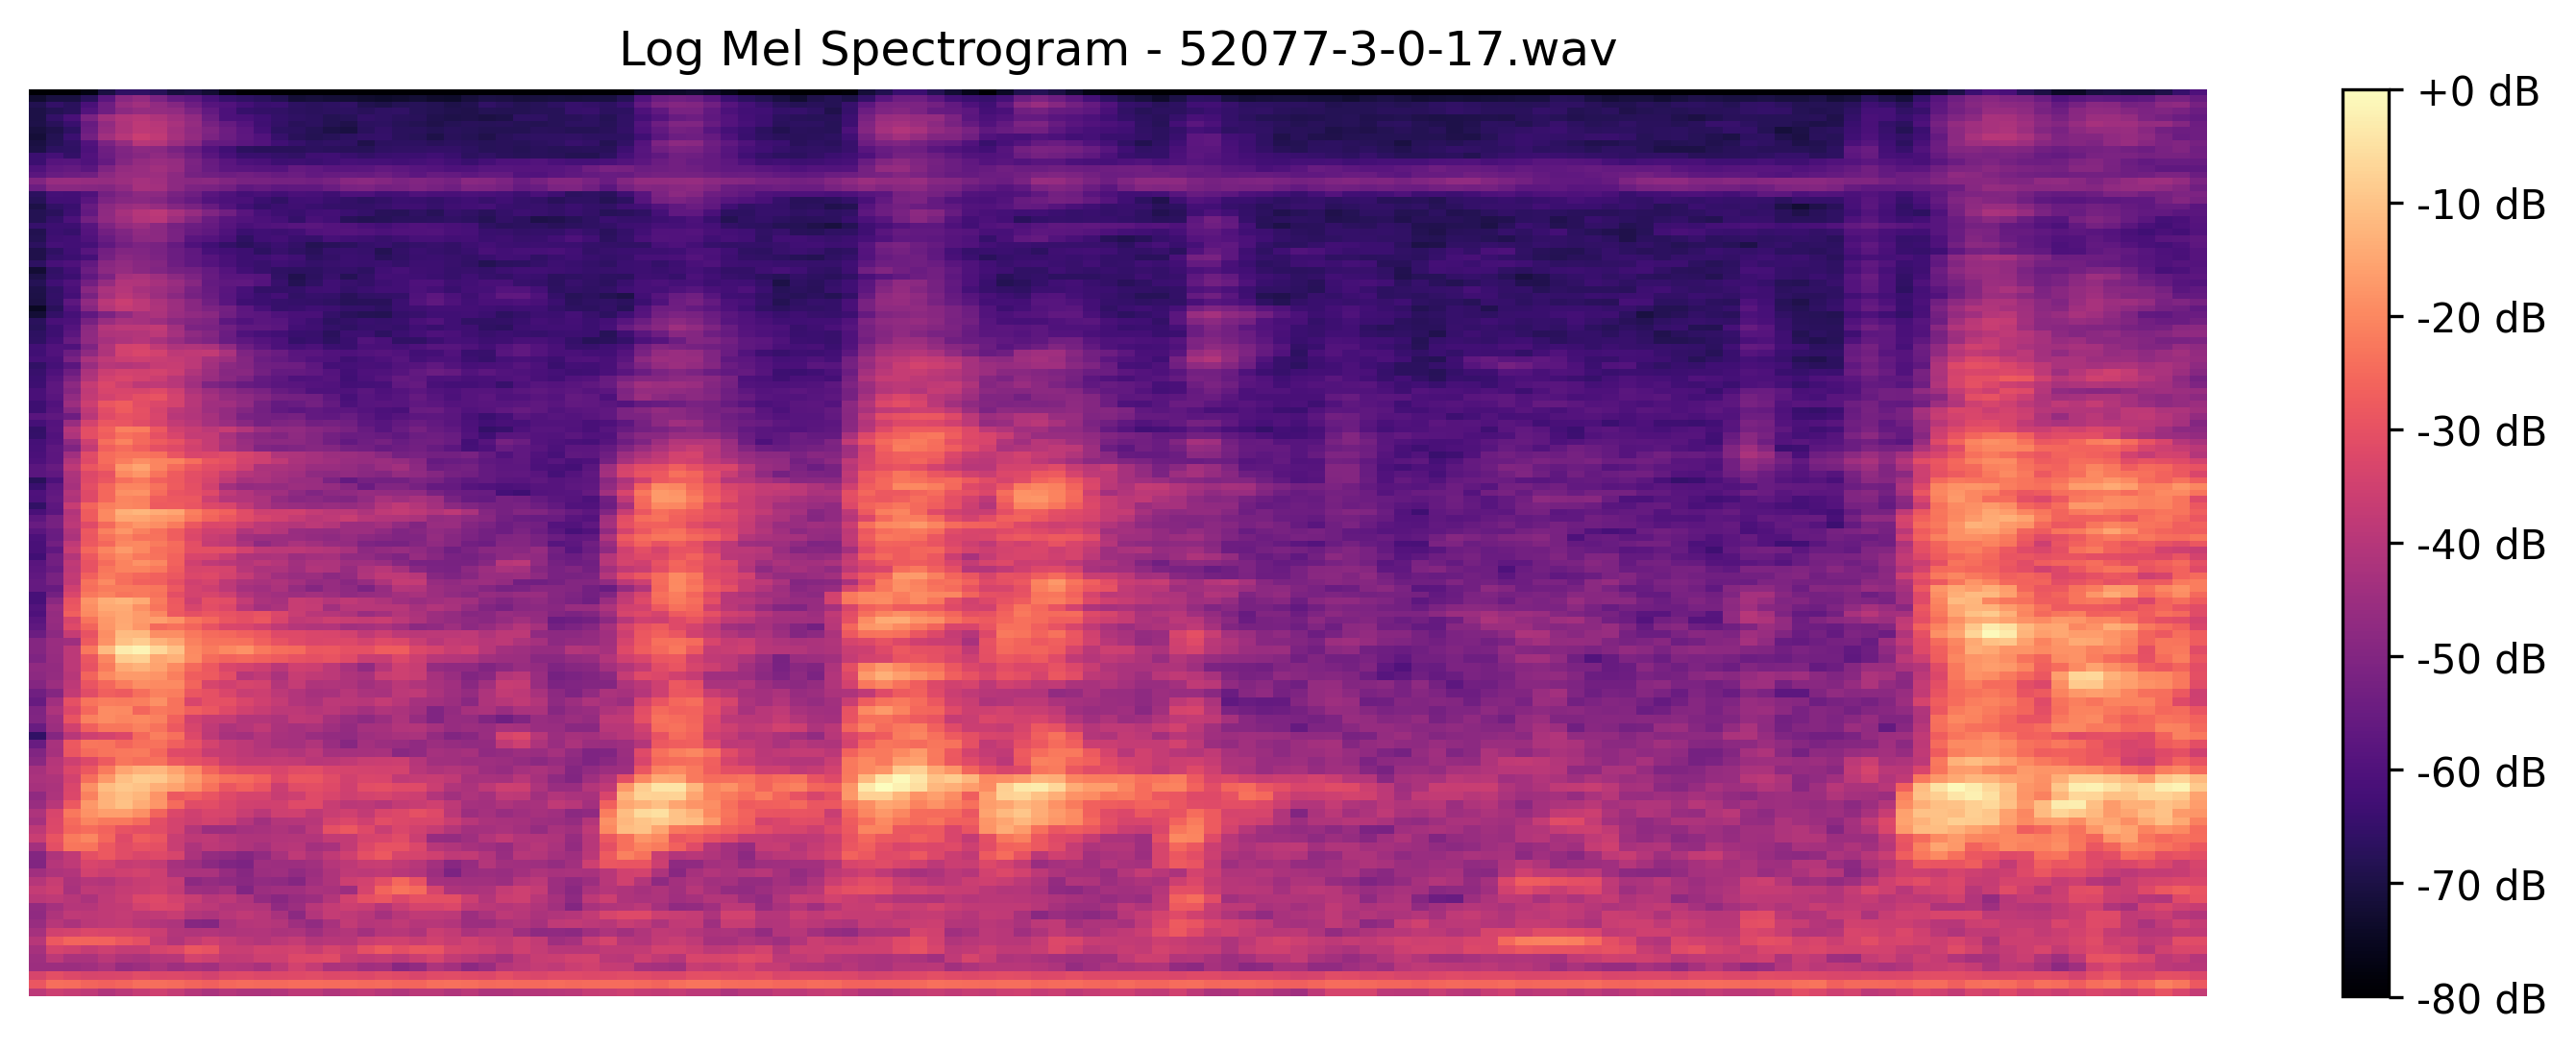 Log Mel Spectrogram - 52077-3-0-17.wav
+0 dB
-10 dB
-20 dB
-30 dB
-40 dB
-50 dB
-60 dB
-70 dB
-80 dB